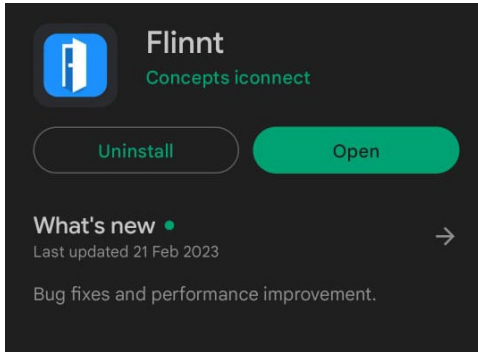 Flinnt
Concepts iconnect
Uninstall
Open
What's new
Last updated 21 Feb 2023
Bug fixes and performance improvement.